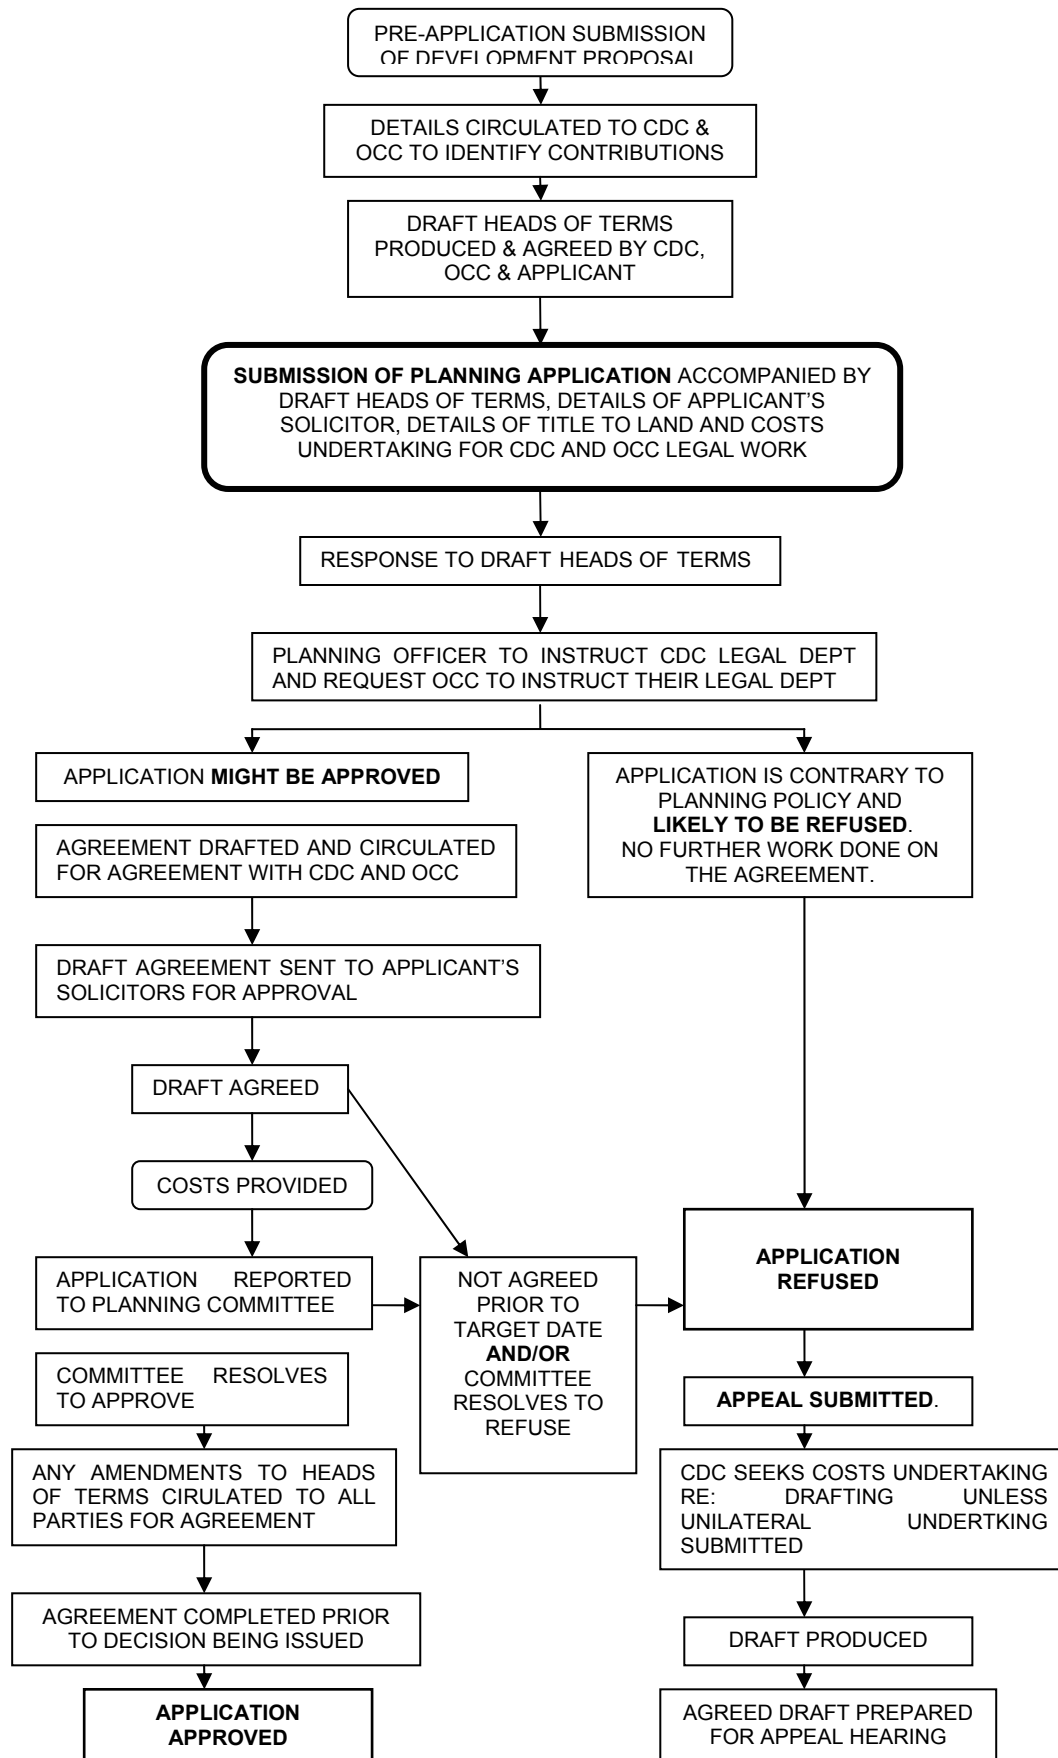 PRE-APPLICATION SUBMISSION
OF DEVELOPMENT PROPOSAL
DETAILS CIRCULATED TO CDC &
OCC TO IDENTIFY CONTRIBUTIONS
DRAFT HEADS OF TERMS
PRODUCED & AGREED BY CDC,
OCC & APPLICANT
SUBMISSION OF PLANNING APPLICATION ACCOMPANIED BY
DRAFT HEADS OF TERMS, DETAILS OF APPLICANT'S
SOLICITOR, DETAILS OF TITLE TO LAND AND COSTS
UNDERTAKING FOR CDC AND OCC LEGAL WORK
RESPONSE TO DRAFT HEADS OF TERMS
PLANNING OFFICER TO INSTRUCT CDC LEGAL DEPT
AND REQUEST OCC TO INSTRUCT THEIR LEGAL DEPT
APPLICATION MIGHT BE APPROVED
AGREEMENT DRAFTED AND CIRCULATED
FOR AGREEMENT WITH CDC AND OCC
DRAFT AGREEMENT SENT TO APPLICANT'S
SOLICITORS FOR APPROVAL
DRAFT AGREED
COSTS PROVIDED
APPLICATION REPORTED
TO PLANNING COMMITTEE
COMMITTEE RESOLVES
TO APPROVE
ANY AMENDMENTS TO HEADS
OF TERMS CIRULATED TO ALL
PARTIES FOR AGREEMENT
AGREEMENT COMPLETED PRIOR
TO DECISION BEING ISSUED
APPLICATION
APPROVED
NOT AGREED
PRIOR TO
TARGET DATE
AND/OR
COMMITTEE
RESOLVES TO
REFUSE
APPLICATION IS CONTRARY TO
PLANNING POLICY AND
LIKELY TO BE REFUSED.
NO FURTHER WORK DONE ON
THE AGREEMENT.
APPLICATION
REFUSED
APPEAL SUBMITTED.
CDC SEEKS COSTS UNDERTAKING
RE: DRAFTING UNLESS
UNILATERAL UNDERTKING
SUBMITTED
DRAFT PRODUCED
AGREED DRAFT PREPARED
FOR APPEAL HEARING